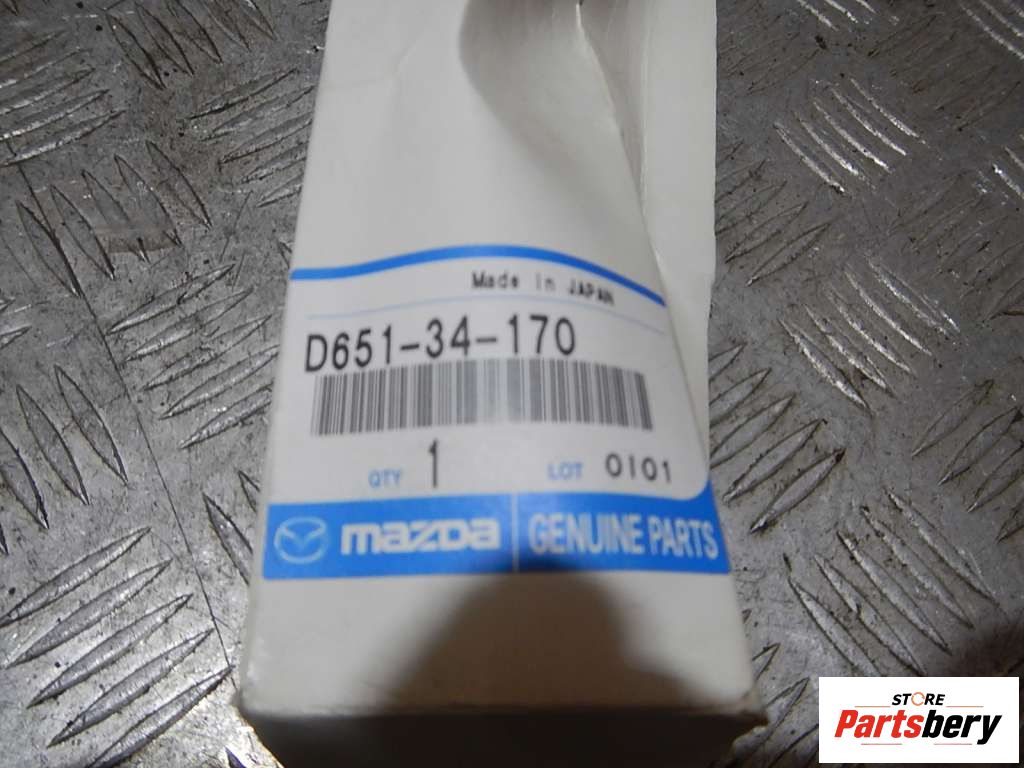 Made in JAPAN
D651-34-170
QTY 1 LOT 0101
mazda GENUINE PARTS
STORE
Partsbery